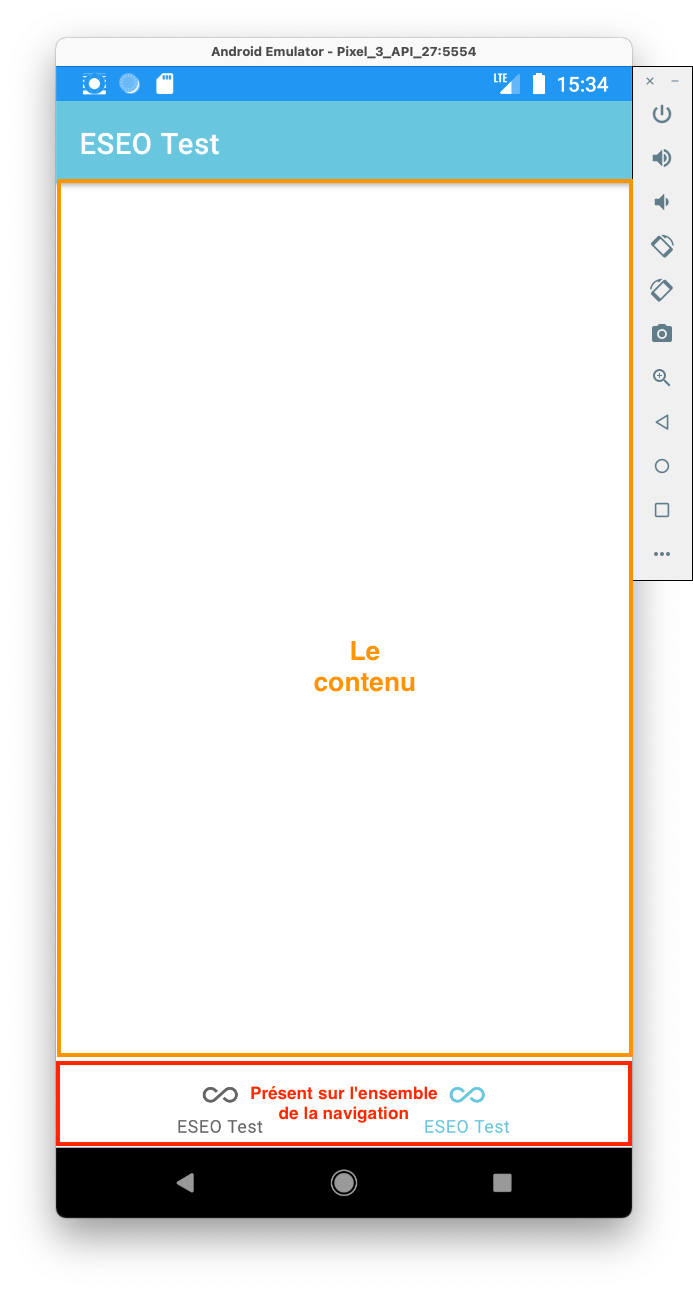 Android Emulator - Pixel_3_API_27:5554
LTE 15:34
ESEO Test
Le
contenu
Présent sur l'ensemble
de la navigation
ESEO Test
ESEO Test